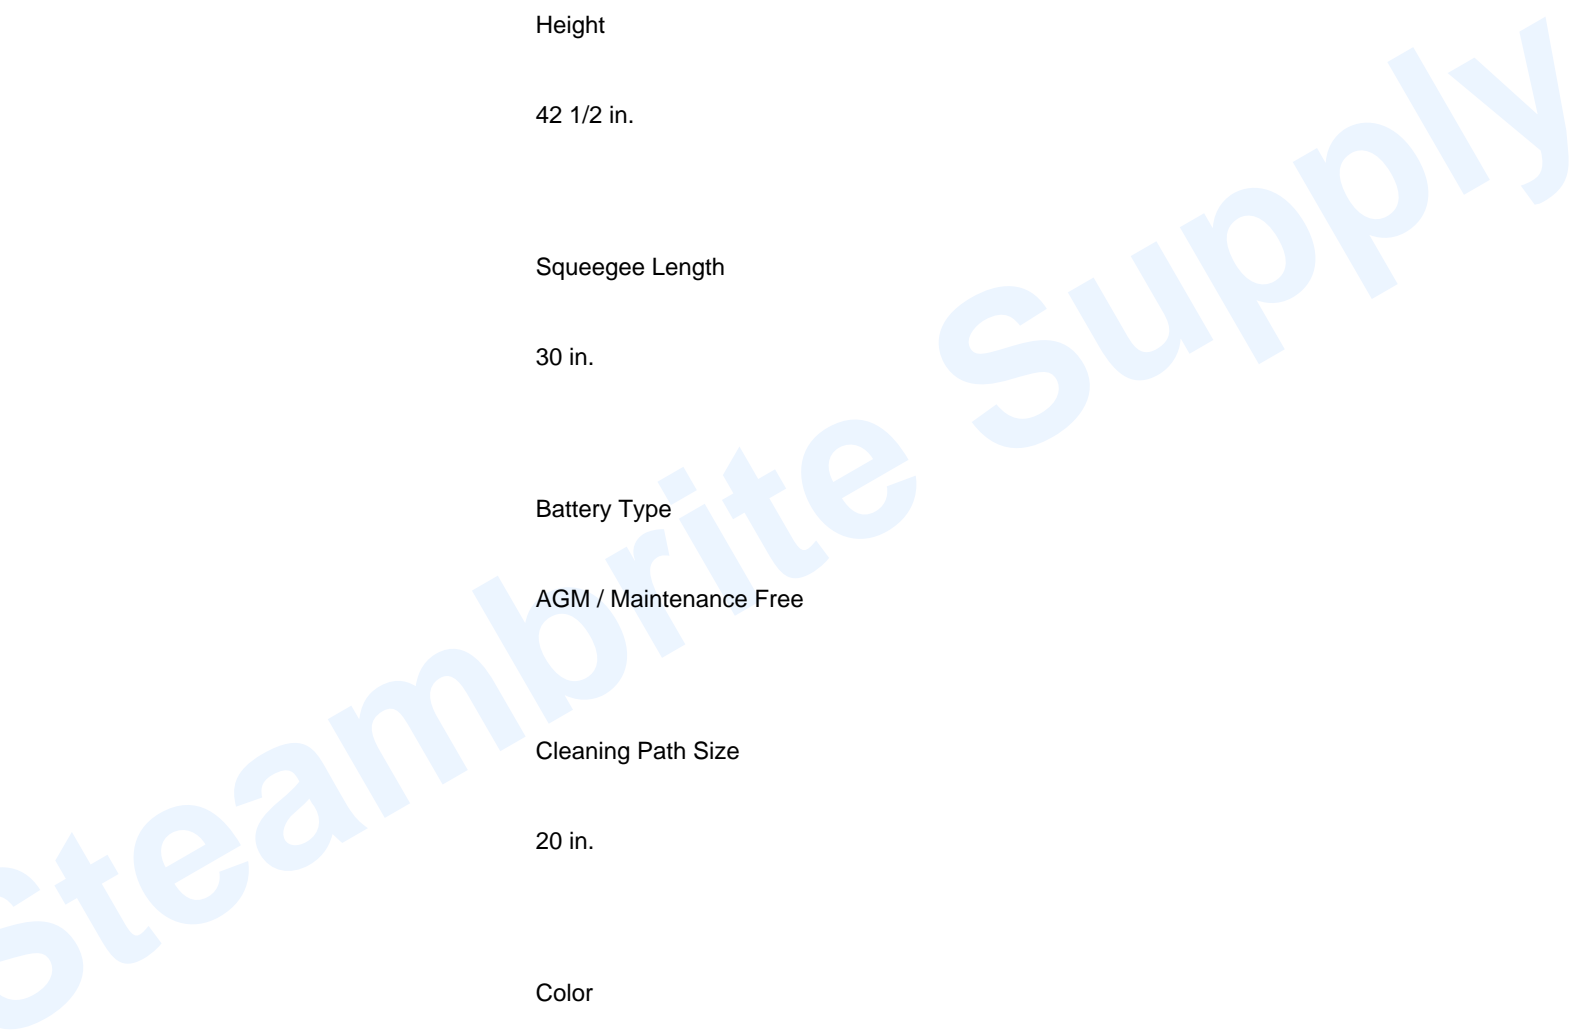 Height
42 1/2 in.
Squeegee Length
30 in.
Battery Type
AGM / Maintenance Free
Cleaning Path Size
20 in.
Color
Steambrite Supply